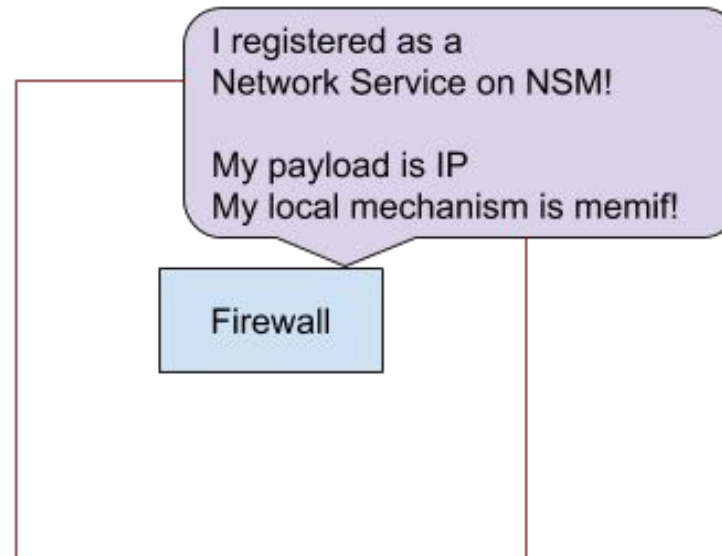 I registered as a
Network Service on NSM!
My payload is IP
My local mechanism is memif!
Firewall